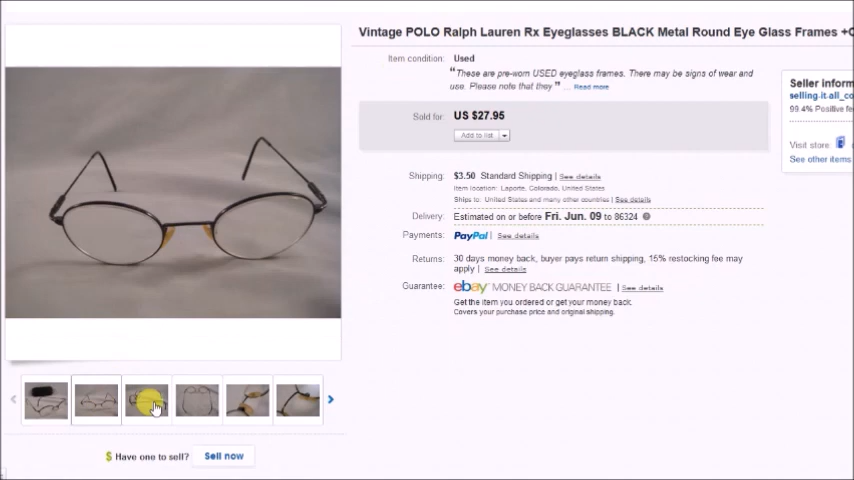 Vintage POLO Ralph Lauren Rx Eyeglasses BLACK Metal Round Eye Glass Frames
Item condition: Used
"These are pre-worn USED eyeglass frames. There may be signs of wear and
use. Please note that they" ... Read more
Sold for: US $27.95
Add to list
Shipping: $3.50 Standard Shipping | See details
Item location: Laporte, Colorado, United States
Ships to: United States and many other countries | See details
Delivery: Estimated on or before Fri. Jun. 09 to 86324
Payments: PayPal | See details
Returns: 30 days money back, buyer pays return shipping, 15% restocking fee may
apply | See details
Guarantee: ebay MONEY BACK GUARANTEE | See details
Get the item you ordered or get your money back.
Covers your purchase price and original shipping.
Seller inform
selling-it-all_co
99.4% Positive fe
Visit store
See other items
$ Have one to sell? Sell now